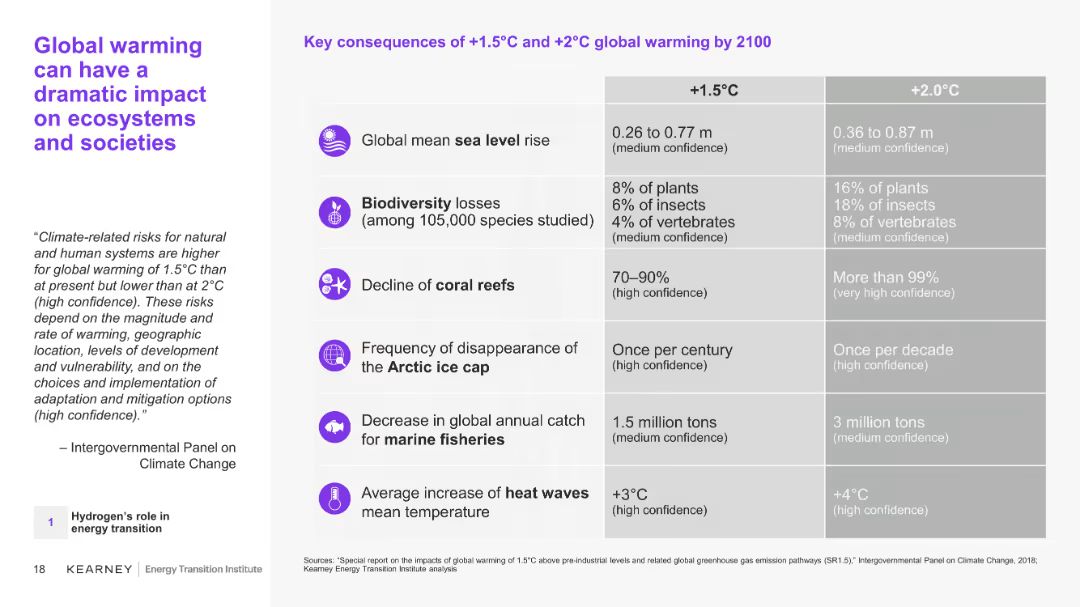 Global warming
can have a
dramatic impact
on ecosystems
and societies
“Climate-related risks for natural
and human systems are higher
for global warming of 1.5°C than
at present but lower than at 2°C
(high confidence). These risks
depend on the magnitude and
rate of warming, geographic
location, levels of development
and vulnerability, and on the
choices and implementation of
adaptation and mitigation options
(high confidence).”
– Intergovernmental Panel on
Climate Change
1
Hydrogen’s role in
energy transition
18 KEARNEY Energy Transition Institute
Key consequences of +1.5°C and +2°C global warming by 2100
+1.5°C
+2.0°C
Global mean sea level rise
0.26 to 0.77 m
(medium confidence)
0.36 to 0.87 m
(medium confidence)
Biodiversity losses
(among 105,000 species studied)
8% of plants
6% of insects
4% of vertebrates
(medium confidence)
16% of plants
18% of insects
8% of vertebrates
(medium confidence)
Decline of coral reefs
70–90%
(high confidence)
More than 99%
(very high confidence)
Frequency of disappearance of
the Arctic ice cap
Once per century
(high confidence)
Once per decade
(high confidence)
Decrease in global annual catch
for marine fisheries
1.5 million tons
(medium confidence)
3 million tons
(medium confidence)
Average increase of heat waves
mean temperature
+3°C
(high confidence)
+4°C
(high confidence)
Sources: “Special report on the impacts of global warming of 1.5°C above pre-industrial levels and related global greenhouse gas emission pathways (SR1.5),” Intergovernmental Panel on Climate Change, 2018;
Kearney Energy Transition Institute analysis